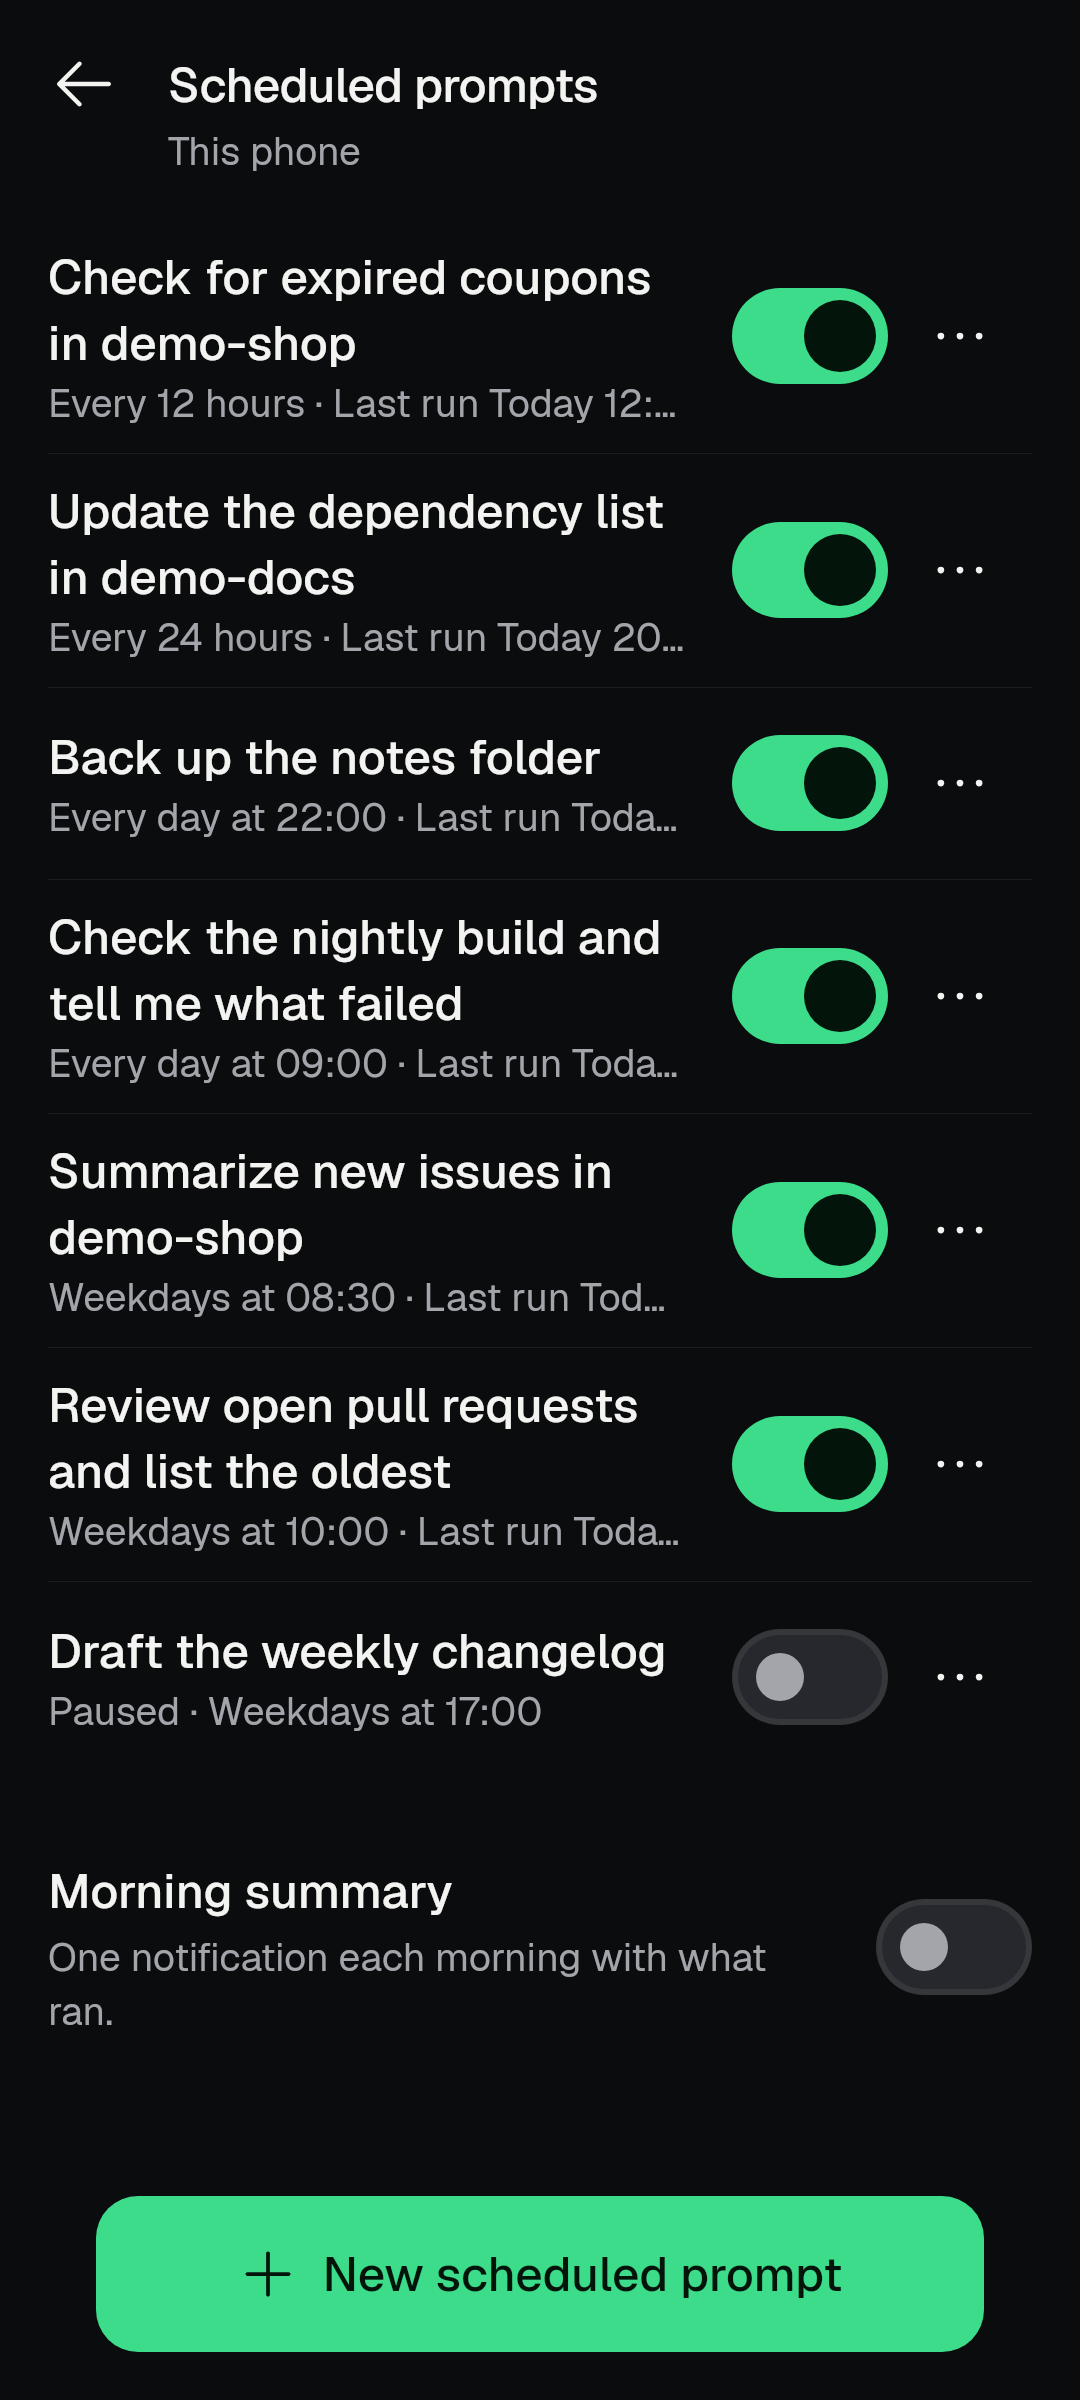 Scheduled prompts
This phone
Check for expired coupons
in demo-shop
Every 12 hours · Last run Today 12:...
Update the dependency list
in demo-docs
Every 24 hours · Last run Today 20...
Back up the notes folder
Every day at 22:00 · Last run Toda...
Check the nightly build and
tell me what failed
Every day at 09:00 · Last run Toda...
Summarize new issues in
demo-shop
Weekdays at 08:30 · Last run Tod...
Review open pull requests
and list the oldest
Weekdays at 10:00 · Last run Toda...
Draft the weekly changelog
Paused · Weekdays at 17:00
Morning summary
One notification each morning with what
ran.
New scheduled prompt